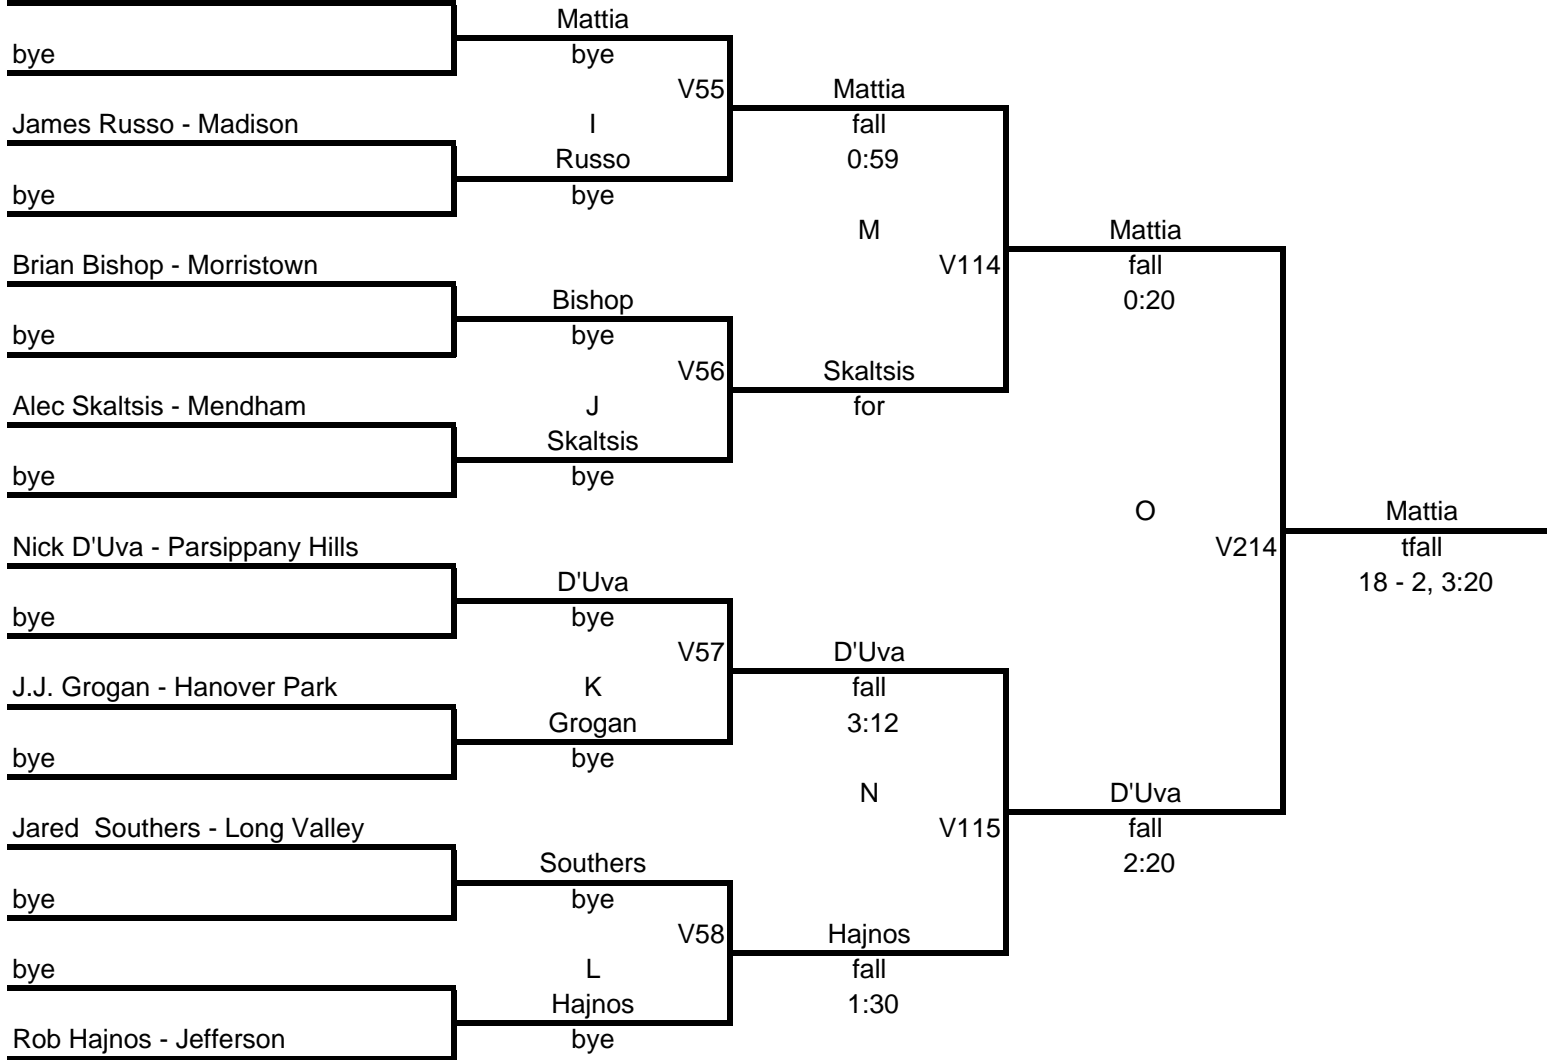 Mattia
bye
bye
V55
Mattia
James Russo - Madison
I
fall
Russo
0:59
bye
bye
M
Mattia
Brian Bishop - Morristown
V114
fall
Bishop
0:20
bye
bye
V56
Skaltsis
Alec Skaltsis - Mendham
J
for
Skaltsis
bye
bye
O
Mattia
Nick D'Uva - Parsippany Hills
V214
tfall
D'Uva
18 - 2, 3:20
bye
bye
V57
D'Uva
J.J. Grogan - Hanover Park
K
fall
Grogan
3:12
bye
bye
N
D'Uva
Jared  Southers - Long Valley
V115
fall
Southers
2:20
bye
bye
V58
Hajnos
bye
L
fall
Hajnos
1:30
Rob Hajnos - Jefferson
bye